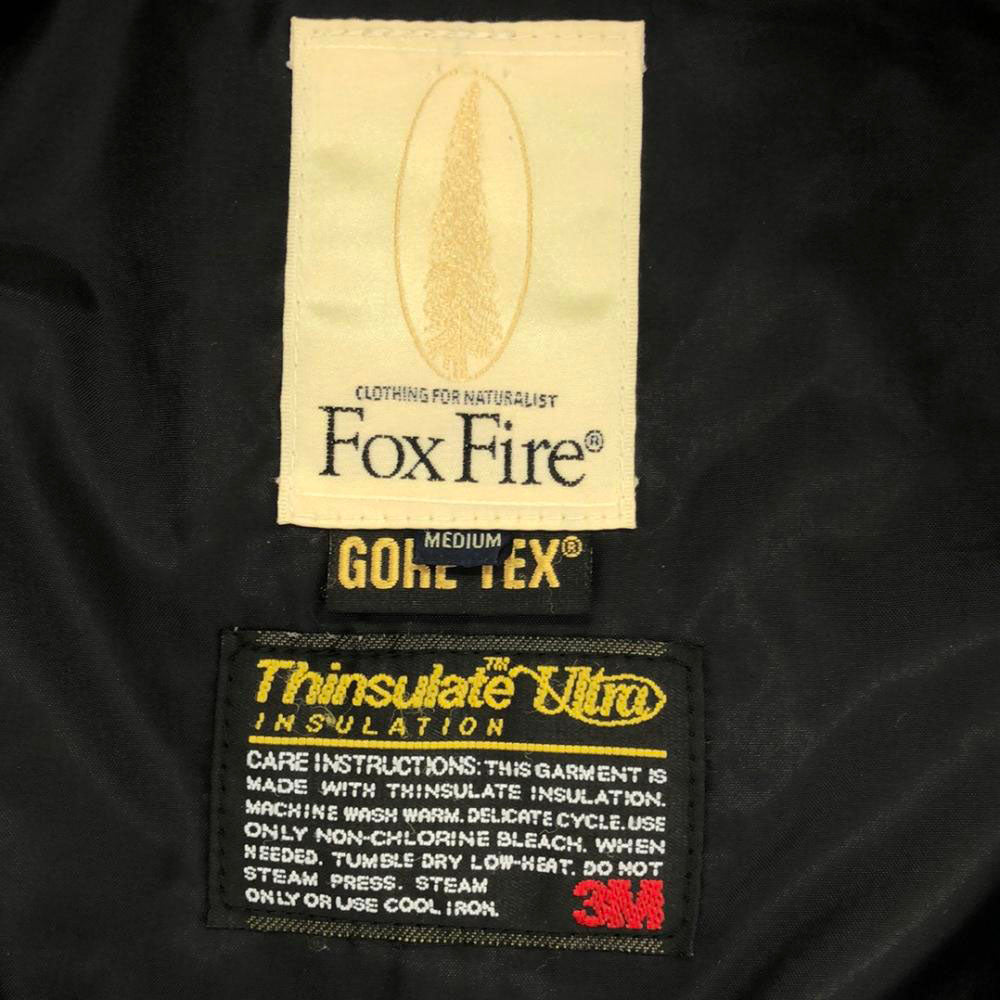 CLOTHING FOR NATURALIST
Fox Fire®
MEDIUM
GORE-TEX®
Thinsulate™ Ultra
INSULATION
CARE INSTRUCTIONS: THIS GARMENT IS
MADE WITH THINSULATE INSULATION.
MACHINE WASH WARM. DELICATE CYCLE. USE
ONLY NON-CHLORINE BLEACH. WHEN
NEEDED. TUMBLE DRY LOW-HEAT. DO NOT
STEAM PRESS. STEAM
ONLY OR USE COOL IRON.
3M